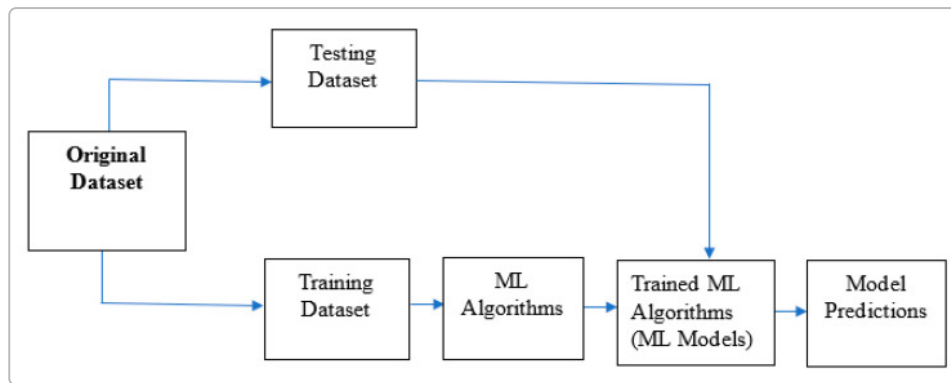 Testing
Dataset
Original
Dataset
Training
Dataset
ML
Algorithms
Trained ML
Algorithms
(ML Models)
Model
Predictions